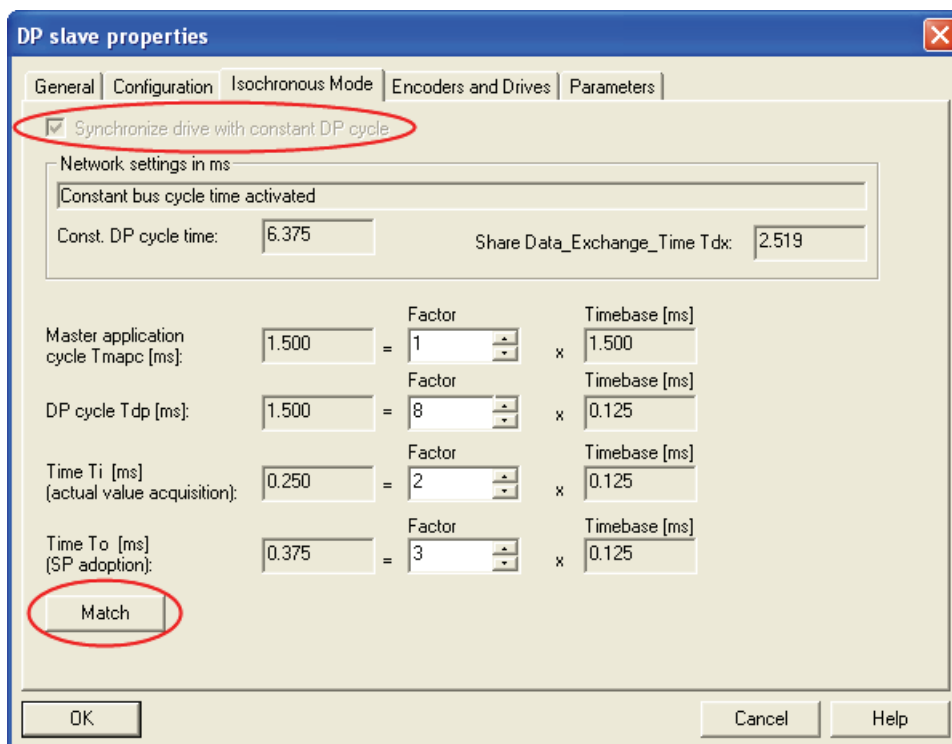 DP slave properties
General Configuration Isochronous Mode Encoders and Drives Parameters
Synchronize drive with constant DP cycle
Network settings in ms
Constant bus cycle time activated
Const. DP cycle time: 6.375 Share Data_Exchange_Time Tdx: 2.519
Factor Timebase [ms]
Master application
cycle Tmapc [ms]: 1.500 = 1 x 1.500
Factor Timebase [ms]
DP cycle Tdp [ms]: 1.500 = 8 x 0.125
Factor Timebase [ms]
Time Ti [ms]
(actual value acquisition): 0.250 = 2 x 0.125
Factor Timebase [ms]
Time To [ms]
(SP adoption): 0.375 = 3 x 0.125
Match
OK Cancel Help